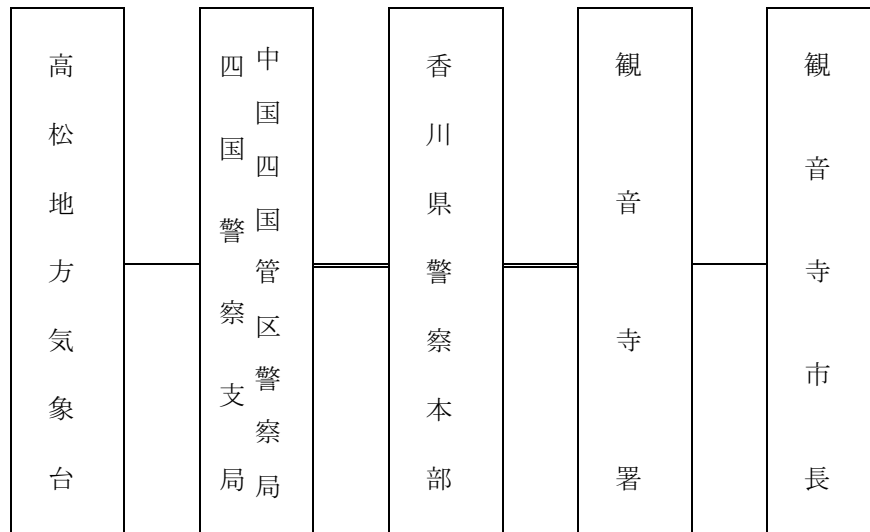 高松地方気象台
中国四国管区警察局
四国警察支局
香川県警察本部
観音寺署
観音寺市長